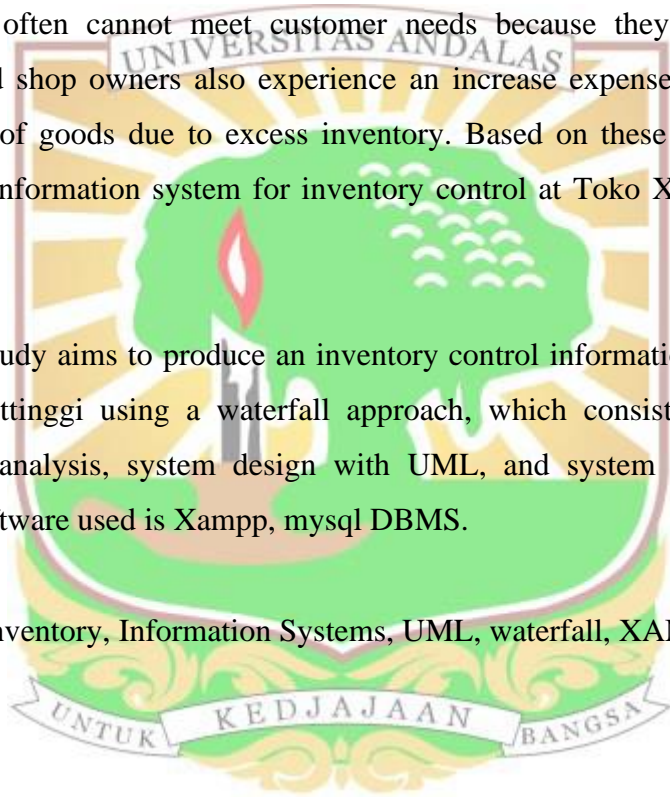 often cannot meet customer needs because they
UNIVERSITAS ANDALAS
shop owners also experience an increase expense
of goods due to excess inventory. Based on these
information system for inventory control at Toko X
study aims to produce an inventory control informati
ttinggi using a waterfall approach, which consist
analysis, system design with UML, and system
tware used is Xampp, mysql DBMS.
nventory, Information Systems, UML, waterfall, XA
UNTUK KEDJAJAAN BANGSA